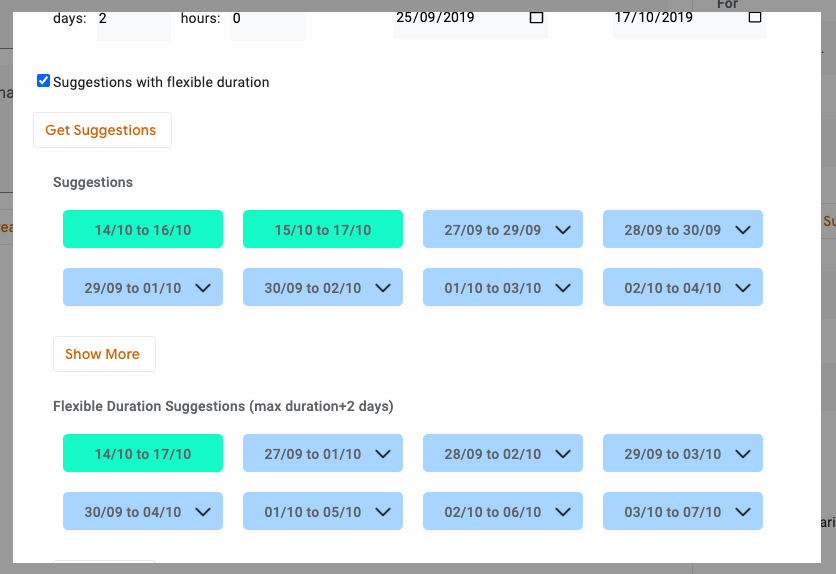 For
days: 2 hours: 0 25/09/2019 17/10/2019
Suggestions with flexible duration
Get Suggestions
Suggestions
14/10 to 16/10 15/10 to 17/10 27/09 to 29/09 28/09 to 30/09
29/09 to 01/10 30/09 to 02/10 01/10 to 03/10 02/10 to 04/10
Show More
Flexible Duration Suggestions (max duration+2 days)
14/10 to 17/10 27/09 to 01/10 28/09 to 02/10 29/09 to 03/10
30/09 to 04/10 01/10 to 05/10 02/10 to 06/10 03/10 to 07/10